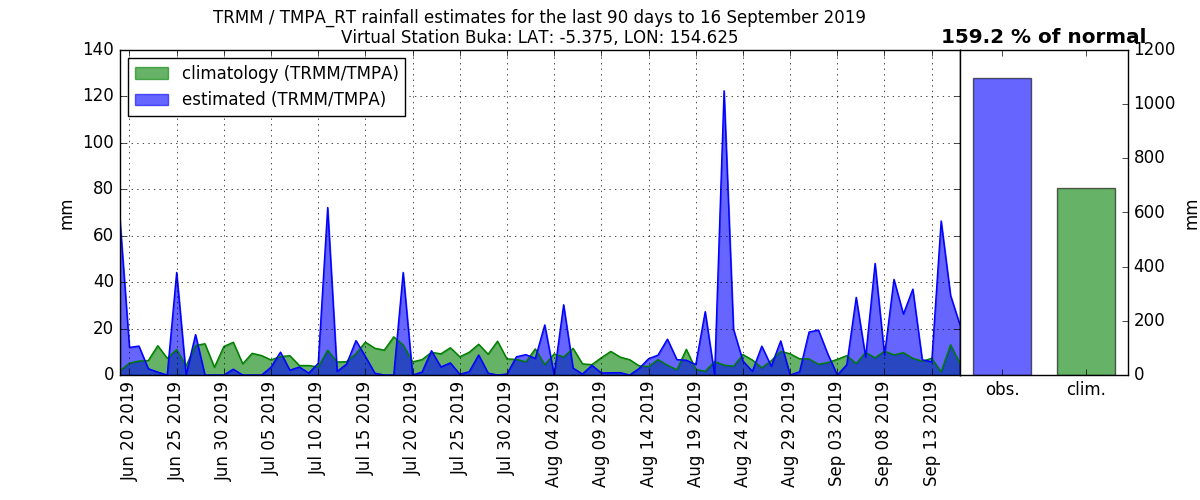 TRMM / TMPA_RT rainfall estimates for the last 90 days to 16 September 2019
Virtual Station Buka: LAT: -5.375, LON: 154.625
159.2 % of normal
climatology (TRMM/TMPA)
estimated (TRMM/TMPA)
mm
140
120
100
80
60
40
20
0
Jun 20 2019
Jun 25 2019
Jun 30 2019
Jul 05 2019
Jul 10 2019
Jul 15 2019
Jul 20 2019
Jul 25 2019
Jul 30 2019
Aug 04 2019
Aug 09 2019
Aug 14 2019
Aug 19 2019
Aug 24 2019
Aug 29 2019
Sep 03 2019
Sep 08 2019
Sep 13 2019
obs.
clim.
1200
1000
800
600
400
200
0
mm